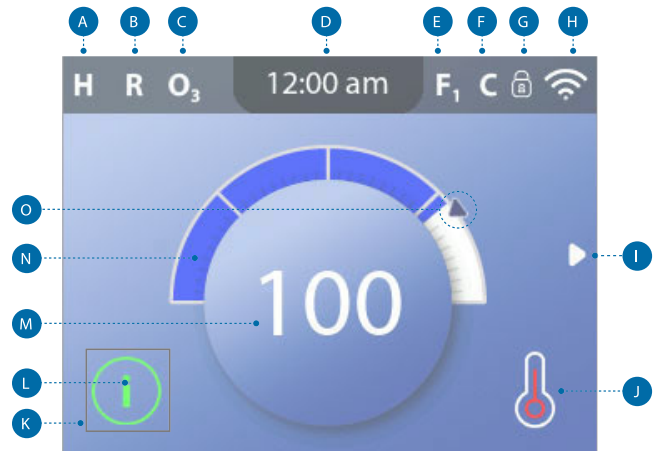 A B C D E F G H
H R O₃ 12:00 am F₁ C
O
N I
100
M
i
L J
K